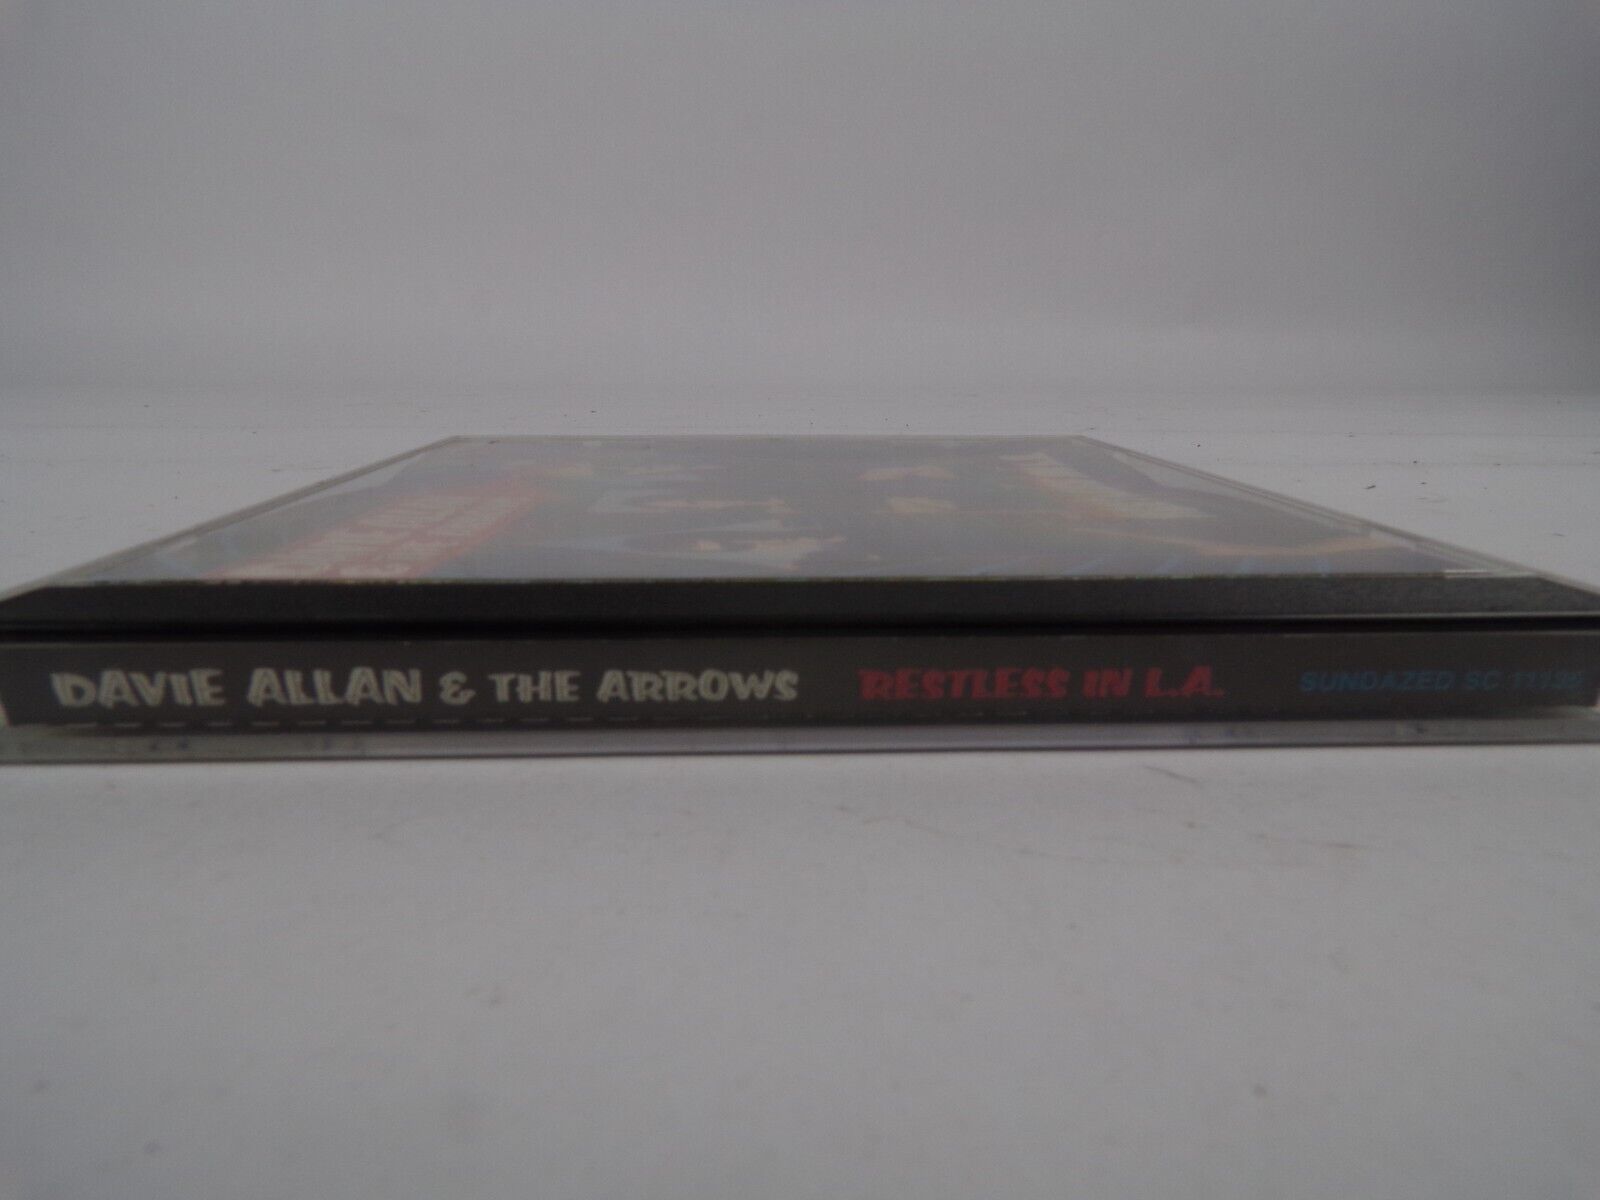 DAVIE ALLAN & THE ARROWS RESTLESS IN L.A. SUNDAZED SC